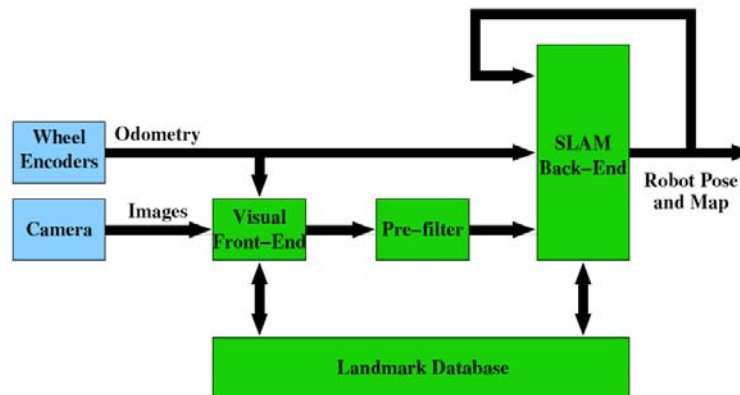 Wheel
Encoders
Odometry
SLAM
Back–End
Robot Pose
and Map
Camera
Images
Visual
Front–End
Pre–filter
Landmark Database